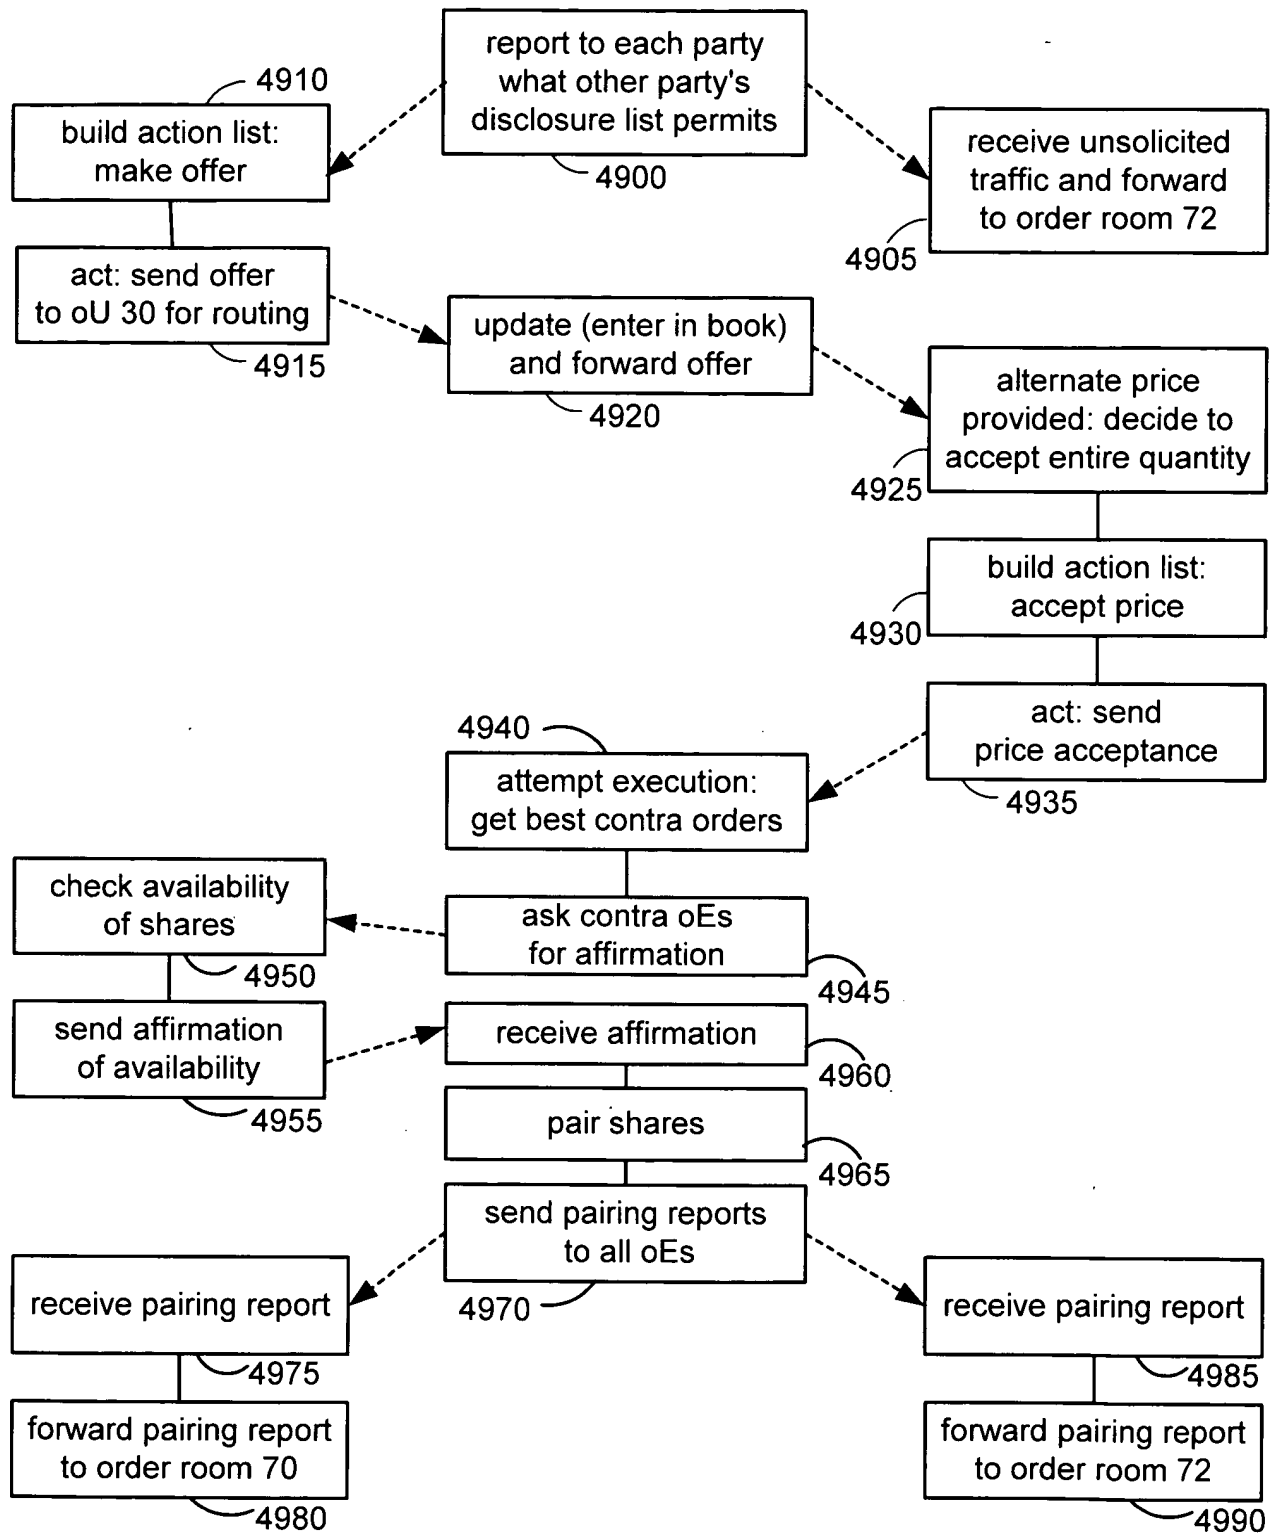 report to each party
what other party's
disclosure list permits
4900
4910
build action list:
make offer
receive unsolicited
traffic and forward
to order room 72
4905
act: send offer
to oU 30 for routing
4915
update (enter in book)
and forward offer
4920
alternate price
provided: decide to
accept entire quantity
4925
build action list:
accept price
4930
act: send
price acceptance
4935
4940
attempt execution:
get best contra orders
ask contra oEs
for affirmation
4945
check availability
of shares
4950
send affirmation
of availability
4955
receive affirmation
4960
pair shares
4965
send pairing reports
to all oEs
4970
receive pairing report
4975
forward pairing report
to order room 70
4980
receive pairing report
4985
forward pairing report
to order room 72
4990